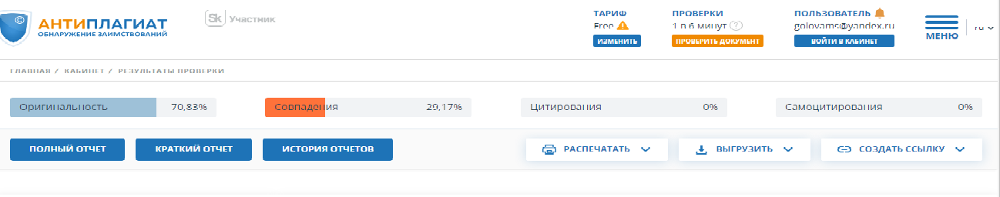 ©
АНТИПЛАГИАТ
ОБНАРУЖЕНИЕ ЗАИМСТВОВАНИЙ
Sk Участник
ТАРИФ
Free
ИЗМЕНИТЬ
ПРОВЕРКИ
1 в 6 минут ?
ПРОВЕРИТЬ ДОКУМЕНТ
ПОЛЬЗОВАТЕЛЬ
golovams@yandex.ru
ВОЙТИ В КАБИНЕТ
МЕНЮ
ru
ГЛАВНАЯ / КАБИНЕТ / РЕЗУЛЬТАТЫ ПРОВЕРКИ
Оригинальность 70,83%
Совпадения 29,17%
Цитирования 0%
Самоцитирования 0%
ПОЛНЫЙ ОТЧЕТ
КРАТКИЙ ОТЧЕТ
ИСТОРИЯ ОТЧЕТОВ
РАСПЕЧАТАТЬ
ВЫГРУЗИТЬ
СОЗДАТЬ ССЫЛКУ